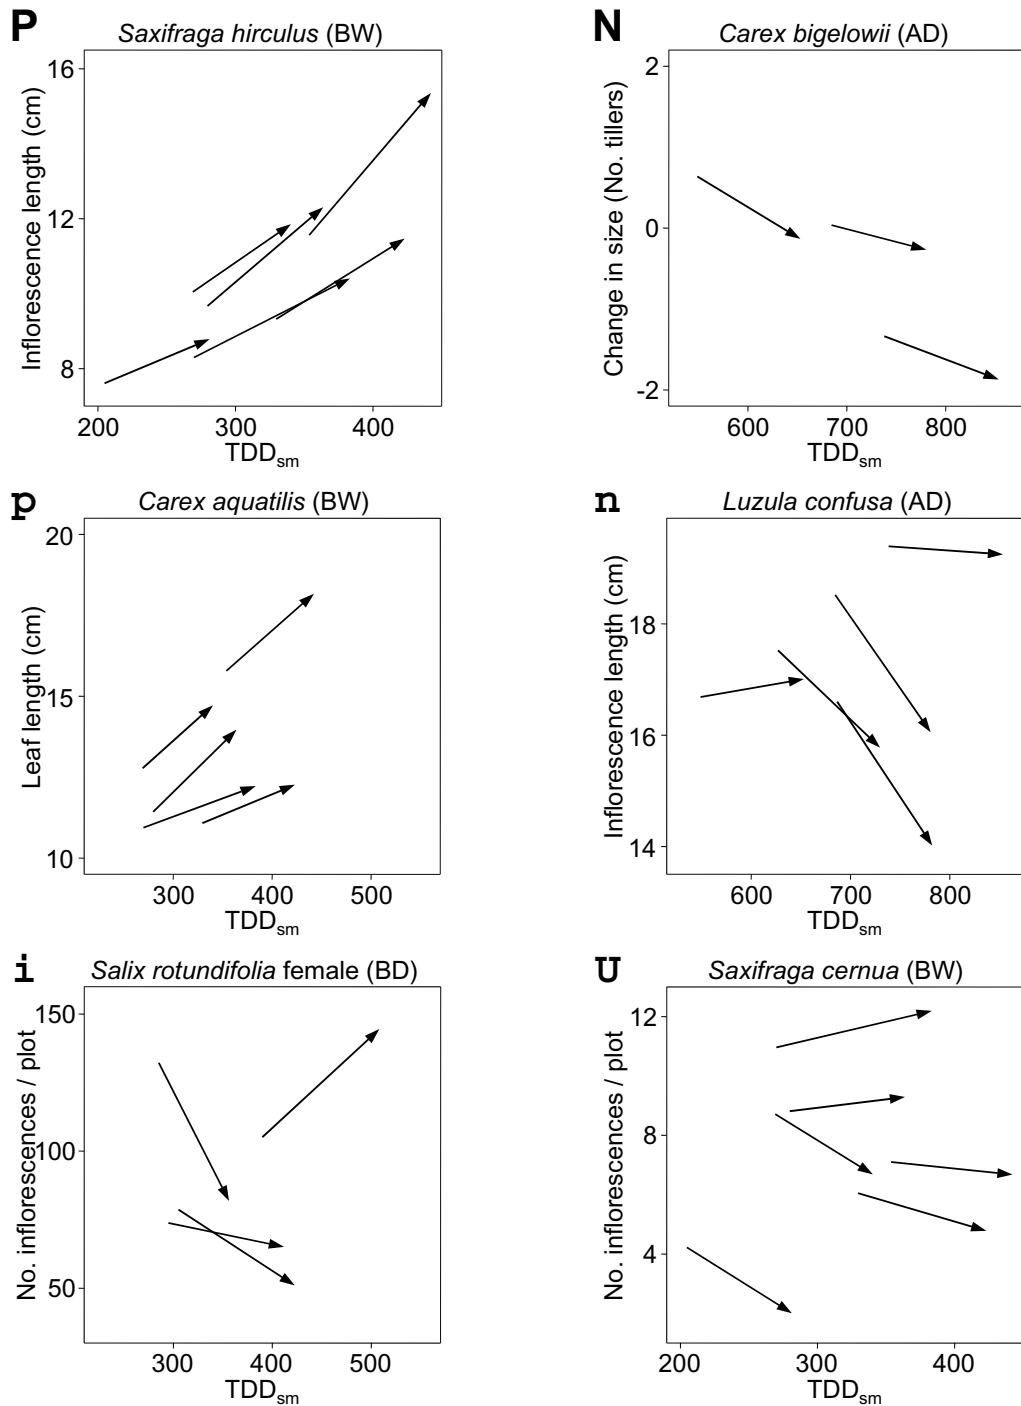 P
Saxifraga hirculus (BW)
Inflorescence length (cm)
16
12
8
200
300
400
TDDsm
N
Carex bigelowii (AD)
Change in size (No. tillers)
2
0
-2
600
700
800
TDDsm
p
Carex aquatilis (BW)
Leaf length (cm)
20
15
10
300
400
500
TDDsm
n
Luzula confusa (AD)
Inflorescence length (cm)
18
16
14
600
700
800
TDDsm
i
Salix rotundifolia female (BD)
No. inflorescences / plot
150
100
50
300
400
500
TDDsm
U
Saxifraga cernua (BW)
No. inflorescences / plot
12
8
4
200
300
400
TDDsm